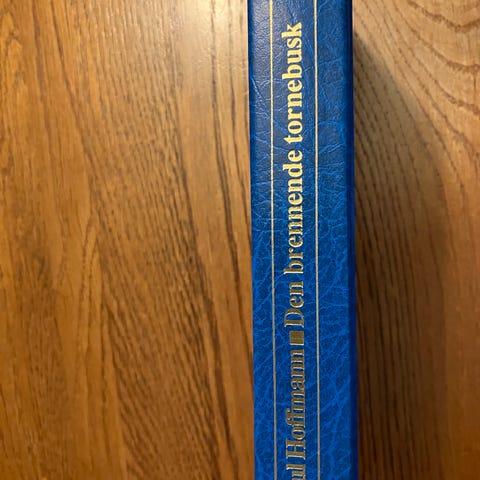 Hoffmann ■ Den brennende tornebusk